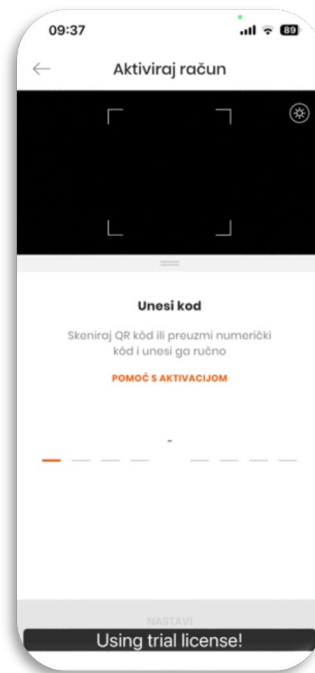 09:37
89
Aktiviraj račun
Unesi kod
Skeniraj QR kôd ili preuzmi numerički
kôd i unesi ga ručno
POMOĆ S AKTIVACIJOM
-
NASTAVI
Using trial license!